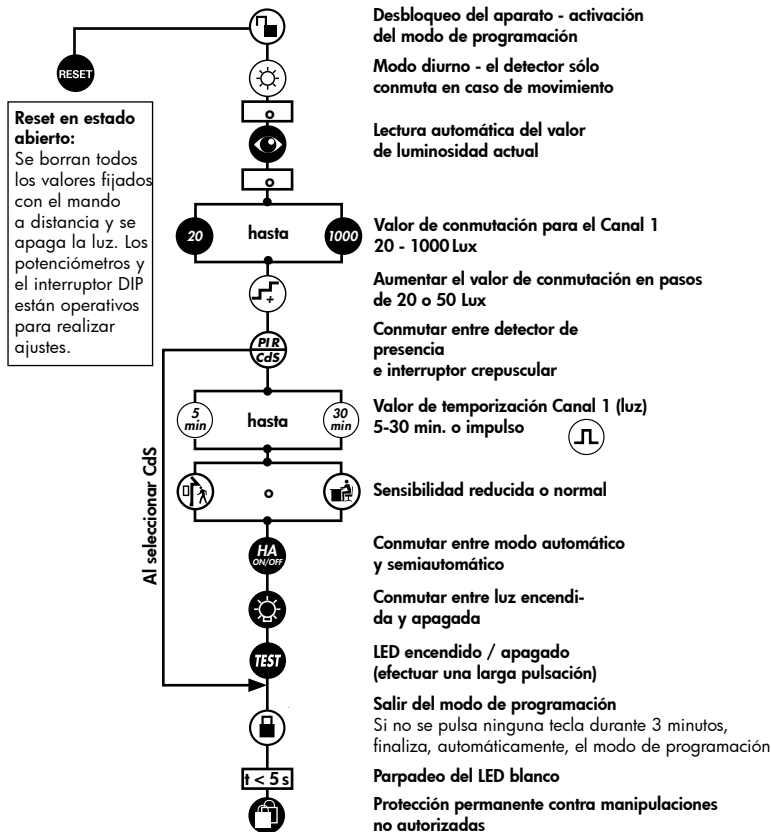 Desbloqueo del aparato - activación
del modo de programación
RESET
Modo diurno - el detector sólo
conmuta en caso de movimiento
Reset en estado
abierto:
Se borran todos
los valores fijados
con el mando
a distancia y se
apaga la luz. Los
potenciómetros y
el interruptor DIP
están operativos
para realizar
ajustes.
o
Lectura automática del valor
de luminosidad actual
o
20
hasta
1000
Valor de conmutación para el Canal 1
20 - 1000 Lux
+
Aumentar el valor de conmutación en pasos
de 20 o 50 Lux
PIR
CdS
Conmutar entre detector de
presencia
e interruptor crepuscular
5
min
hasta
30
min
Valor de temporización Canal 1 (luz)
5-30 min. o impulso
o
Sensibilidad reducida o normal
Al seleccionar CdS
HA
ON/OFF
Conmutar entre modo automático
y semiautomático
Conmutar entre luz encendi-
da y apagada
TEST
LED encendido / apagado
(efectuar una larga pulsación)
Salir del modo de programación
Si no se pulsa ninguna tecla durante 3 minutos,
finaliza, automáticamente, el modo de programación
t < 5 s
Parpadeo del LED blanco
Protección permanente contra manipulaciones
no autorizadas